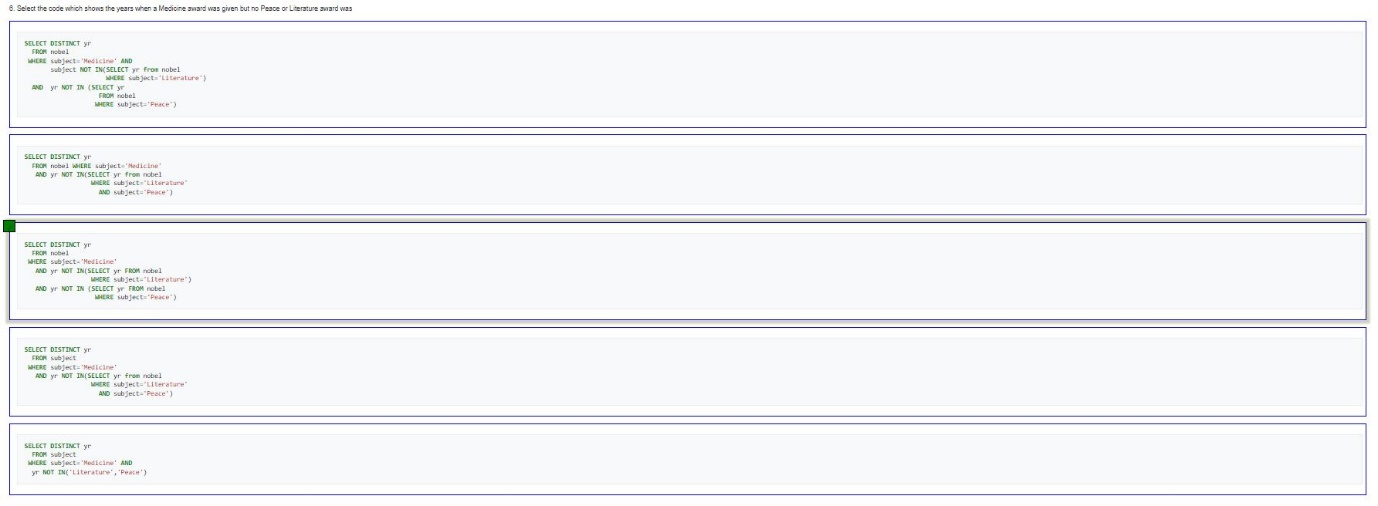 6. Select the code which shows the years when a Medicine award was given but no Peace or Literature award was
SELECT DISTINCT yr
FROM nobel
WHERE subject='Medicine' AND
subject NOT IN(SELECT yr from nobel
WHERE subject='Literature')
AND yr NOT IN (SELECT yr
FROM nobel
WHERE subject='Peace')
SELECT DISTINCT yr
FROM nobel WHERE subject='Medicine'
AND yr NOT IN(SELECT yr from nobel
WHERE subject='Literature'
AND subject='Peace')
SELECT DISTINCT yr
FROM nobel
WHERE subject='Medicine'
AND yr NOT IN(SELECT yr FROM nobel
WHERE subject='Literature')
AND yr NOT IN (SELECT yr FROM nobel
WHERE subject='Peace')
SELECT DISTINCT yr
FROM subject
WHERE subject='Medicine'
AND yr NOT IN(SELECT yr from nobel
WHERE subject='Literature'
AND subject='Peace')
SELECT DISTINCT yr
FROM subject
WHERE subject='Medicine' AND
yr NOT IN('Literature','Peace')